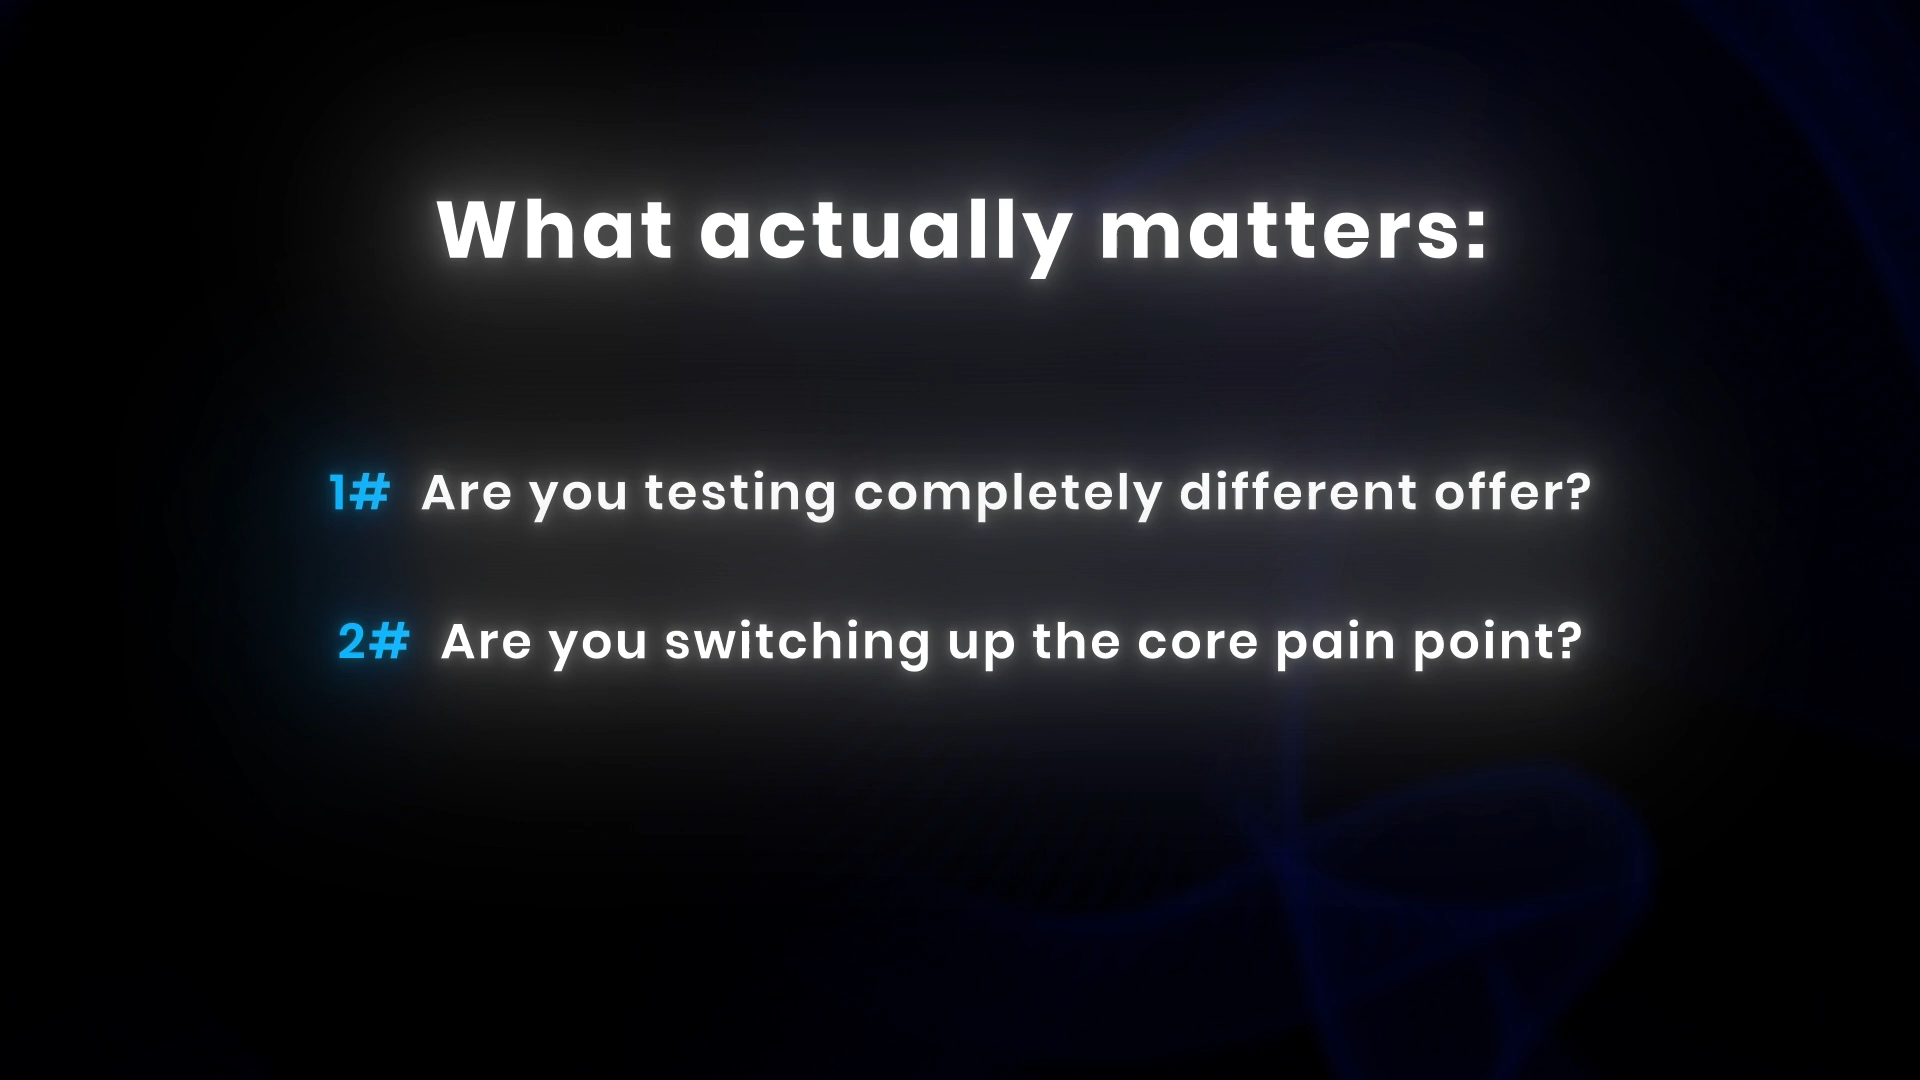 What actually matters:
1# Are you testing completely different offer?
2# Are you switching up the core pain point?